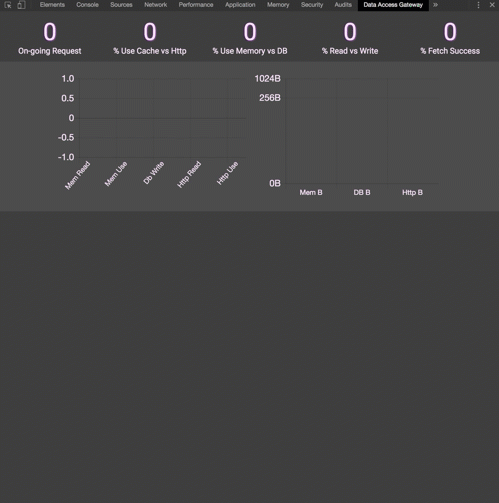 Elements Console Sources Network Performance Application Memory Security Audits Data Access Gateway »
0 0 0 0 0
On-going Request % Use Cache vs Http % Use Memory vs DB % Read vs Write % Fetch Success
1.0
0.5
0
-0.5
-1.0
Mem Read Mem Use Db Write Http Read Http Use
1024B
256B
0B
Mem B DB B Http B